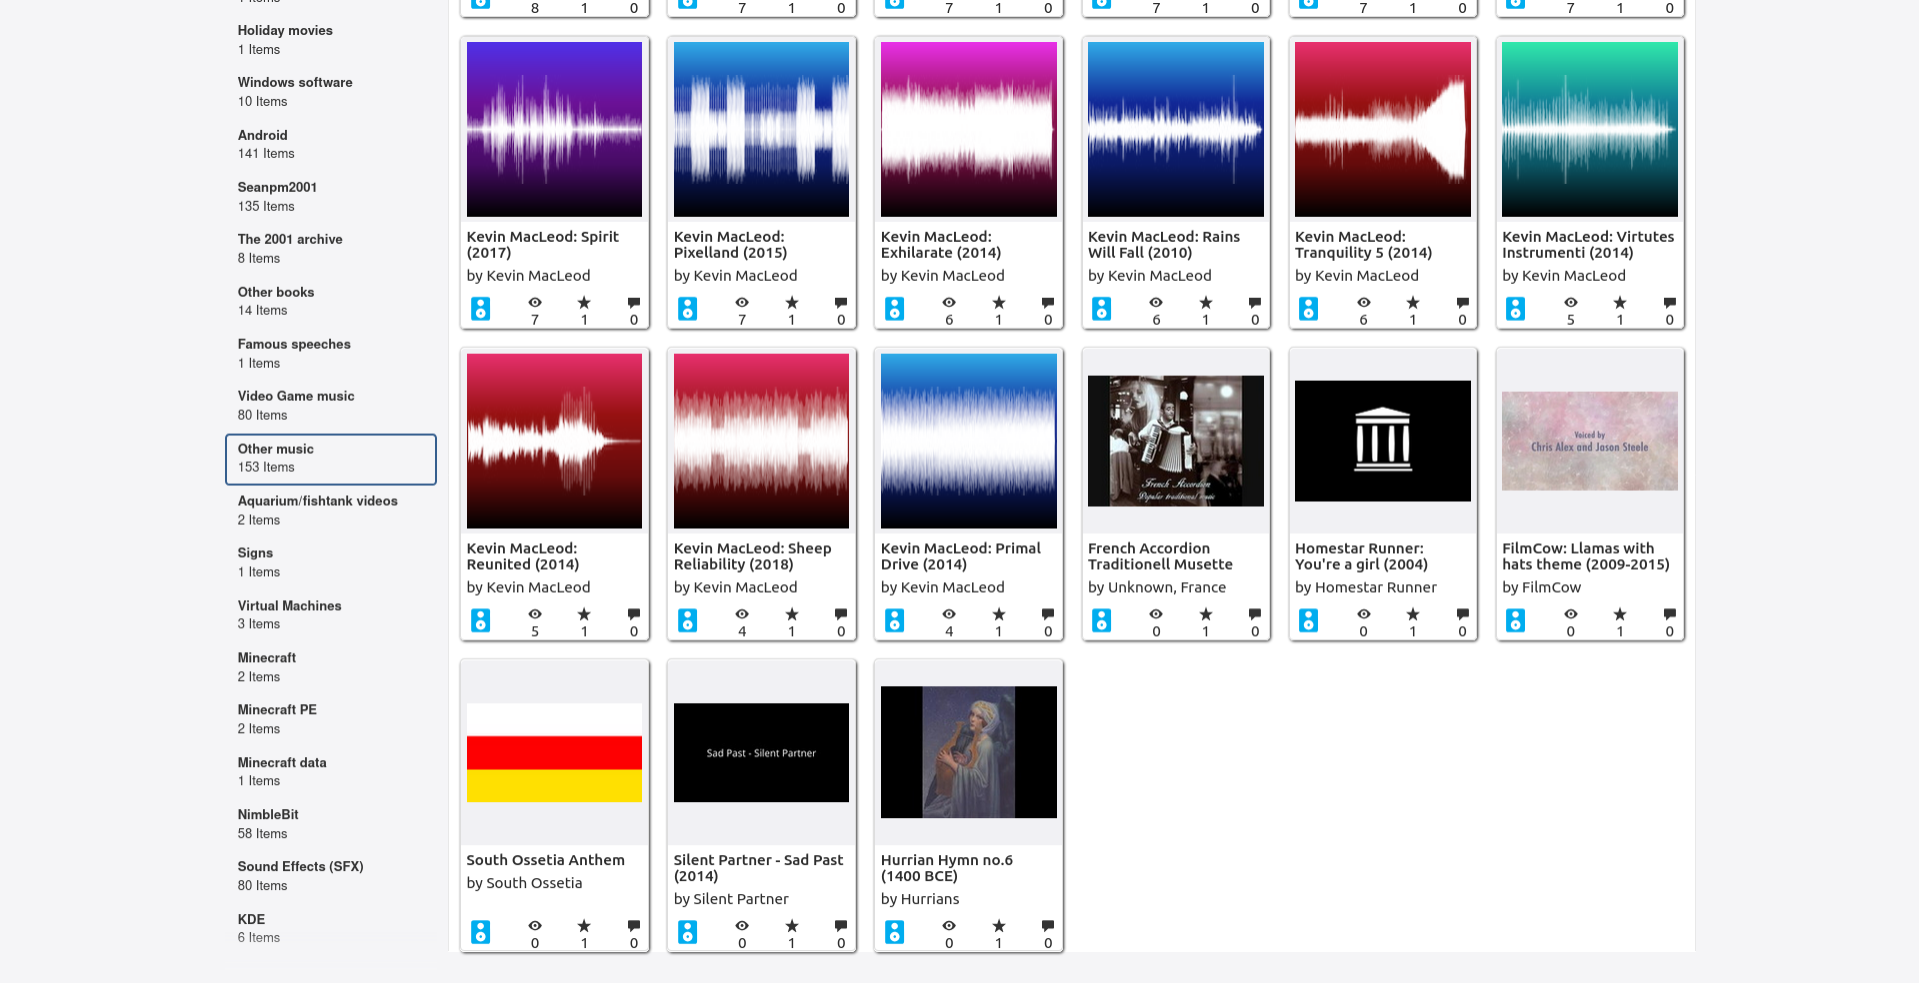 Holiday movies
1 Items
Windows software
10 Items
Android
141 Items
Seanpm2001
135 Items
The 2001 archive
8 Items
Other books
14 Items
Famous speeches
1 Items
Video Game music
80 Items
Other music
153 Items
Aquarium/fishtank videos
2 Items
Signs
1 Items
Virtual Machines
3 Items
Minecraft
2 Items
Minecraft PE
2 Items
Minecraft data
1 Items
NimbleBit
58 Items
Sound Effects (SFX)
80 Items
KDE
6 Items
8 1 0
7 1 0
7 1 0
7 1 0
7 1 0
7 1 0
Kevin MacLeod: Spirit
(2017)
by Kevin MacLeod
7 1 0
Kevin MacLeod:
Pixelland (2015)
by Kevin MacLeod
7 1 0
Kevin MacLeod:
Exhilarate (2014)
by Kevin MacLeod
6 1 0
Kevin MacLeod: Rains
Will Fall (2010)
by Kevin MacLeod
6 1 0
Kevin MacLeod:
Tranquility 5 (2014)
by Kevin MacLeod
6 1 0
Kevin MacLeod: Virtutes
Instrumenti (2014)
by Kevin MacLeod
5 1 0
Kevin MacLeod:
Reunited (2014)
by Kevin MacLeod
5 1 0
Kevin MacLeod: Sheep
Reliability (2018)
by Kevin MacLeod
4 1 0
Kevin MacLeod: Primal
Drive (2014)
by Kevin MacLeod
4 1 0
French Accordion
Popular traditional music
French Accordion
Traditionell Musette
by Unknown, France
0 1 0
Homestar Runner:
You're a girl (2004)
by Homestar Runner
0 1 0
Voiced by
Chris Alex and Jason Steele
FilmCow: Llamas with
hats theme (2009-2015)
by FilmCow
0 1 0
South Ossetia Anthem
by South Ossetia
0 1 0
Sad Past - Silent Partner
Silent Partner - Sad Past
(2014)
by Silent Partner
0 1 0
Hurrian Hymn no.6
(1400 BCE)
by Hurrians
0 1 0